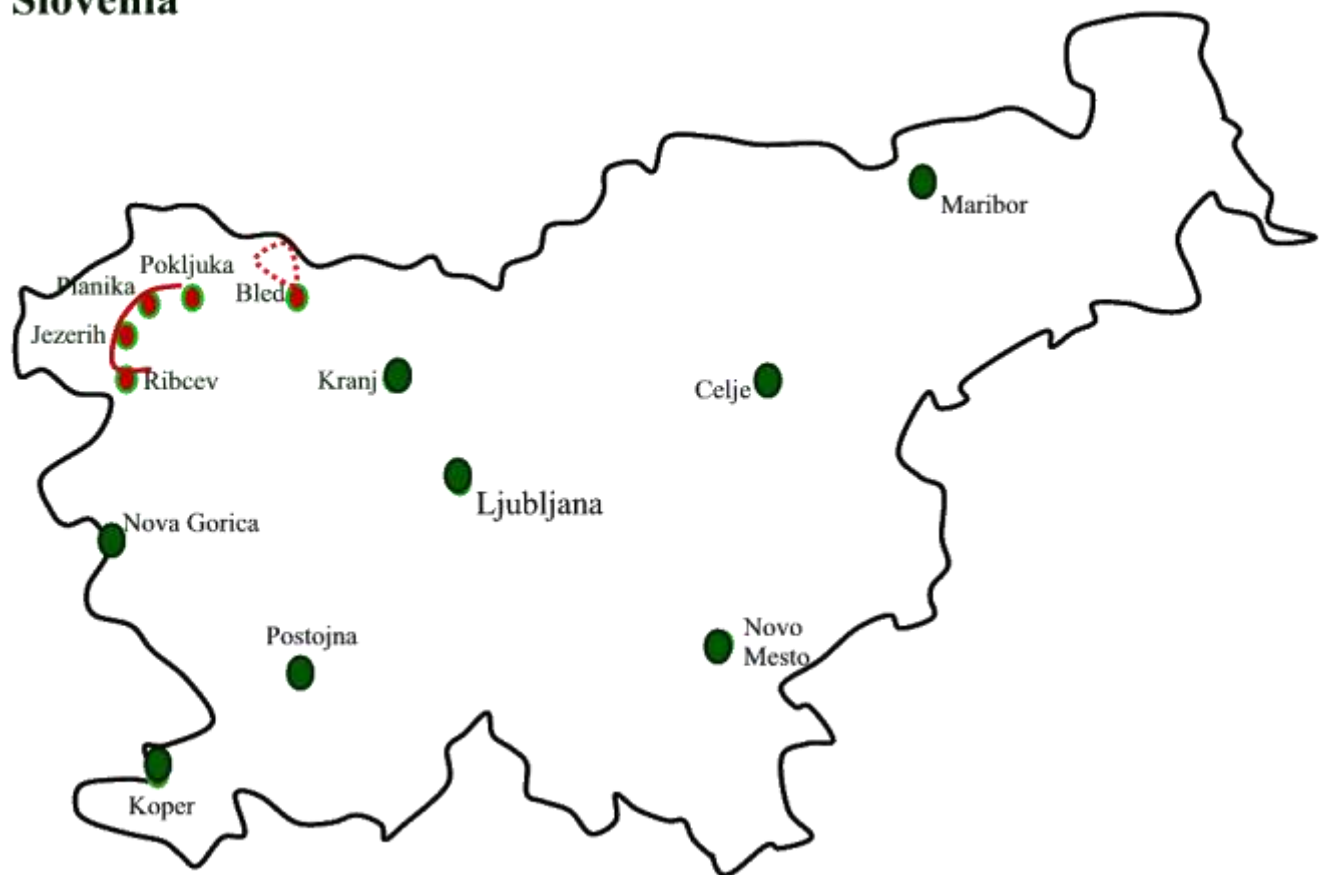 Slovenia
Maribor
Pokljuka
Planika
Bled
Jezerih
Ribcev
Kranj
Celje
Ljubljana
Nova Gorica
Postojna
Novo
Mesto
Koper